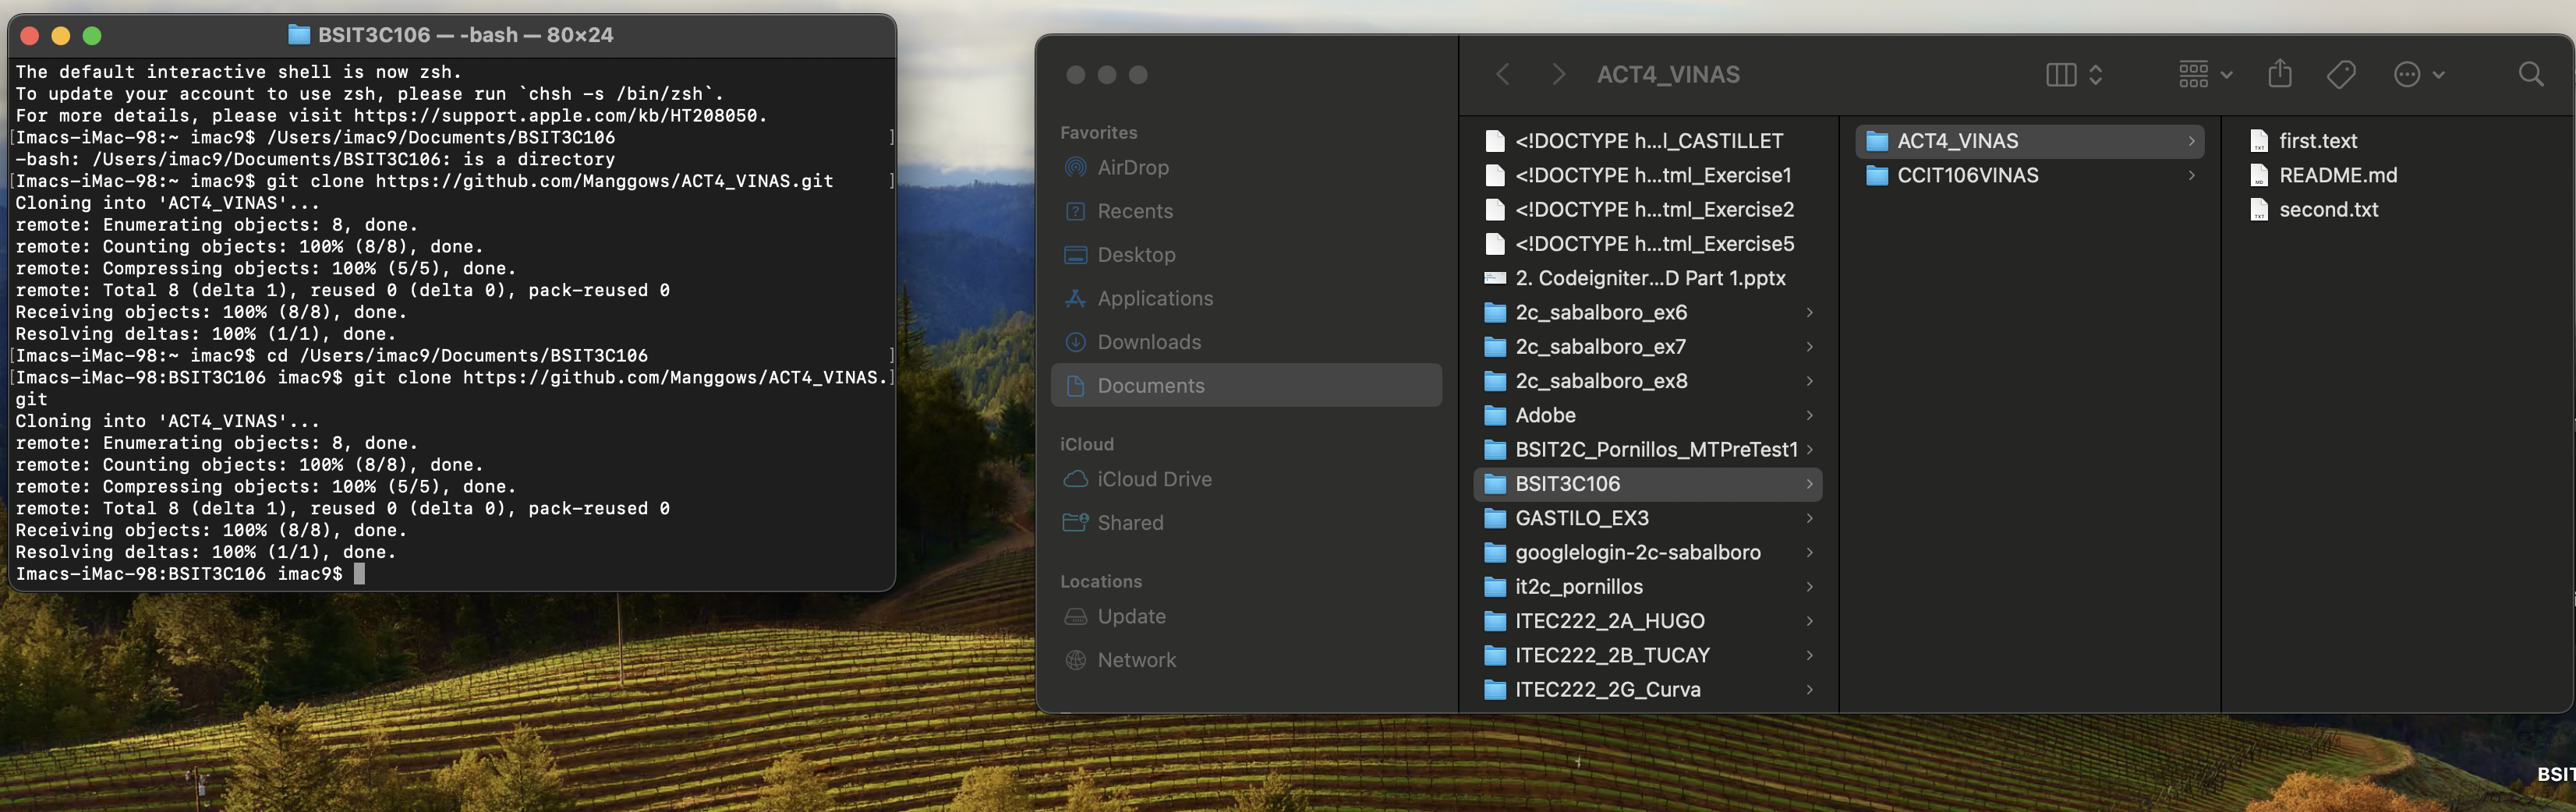 BSIT3C106 — -bash — 80×24
The default interactive shell is now zsh.
To update your account to use zsh, please run `chsh -s /bin/zsh`.
For more details, please visit https://support.apple.com/kb/HT208050.
[Imacs-iMac-98:~ imac9$ /Users/imac9/Documents/BSIT3C106 ]
-bash: /Users/imac9/Documents/BSIT3C106: is a directory
[Imacs-iMac-98:~ imac9$ git clone https://github.com/Manggows/ACT4_VINAS.git ]
Cloning into 'ACT4_VINAS'...
remote: Enumerating objects: 8, done.
remote: Counting objects: 100% (8/8), done.
remote: Compressing objects: 100% (5/5), done.
remote: Total 8 (delta 1), reused 0 (delta 0), pack-reused 0
Receiving objects: 100% (8/8), done.
Resolving deltas: 100% (1/1), done.
[Imacs-iMac-98:~ imac9$ cd /Users/imac9/Documents/BSIT3C106 ]
[Imacs-iMac-98:BSIT3C106 imac9$ git clone https://github.com/Manggows/ACT4_VINAS.]
git
Cloning into 'ACT4_VINAS'...
remote: Enumerating objects: 8, done.
remote: Counting objects: 100% (8/8), done.
remote: Compressing objects: 100% (5/5), done.
remote: Total 8 (delta 1), reused 0 (delta 0), pack-reused 0
Receiving objects: 100% (8/8), done.
Resolving deltas: 100% (1/1), done.
Imacs-iMac-98:BSIT3C106 imac9$
ACT4_VINAS
Favorites
AirDrop
Recents
Desktop
Applications
Downloads
Documents
iCloud
iCloud Drive
Shared
Locations
Update
Network
<!DOCTYPE h...l_CASTILLET
<!DOCTYPE h...tml_Exercise1
<!DOCTYPE h...tml_Exercise2
<!DOCTYPE h...tml_Exercise5
2. Codeigniter...D Part 1.pptx
2c_sabalboro_ex6
2c_sabalboro_ex7
2c_sabalboro_ex8
Adobe
BSIT2C_Pornillos_MTPreTest1
BSIT3C106
GASTILO_EX3
googlelogin-2c-sabalboro
it2c_pornillos
ITEC222_2A_HUGO
ITEC222_2B_TUCAY
ITEC222_2G_Curva
ACT4_VINAS
CCIT106VINAS
first.text
README.md
second.txt
BSIT